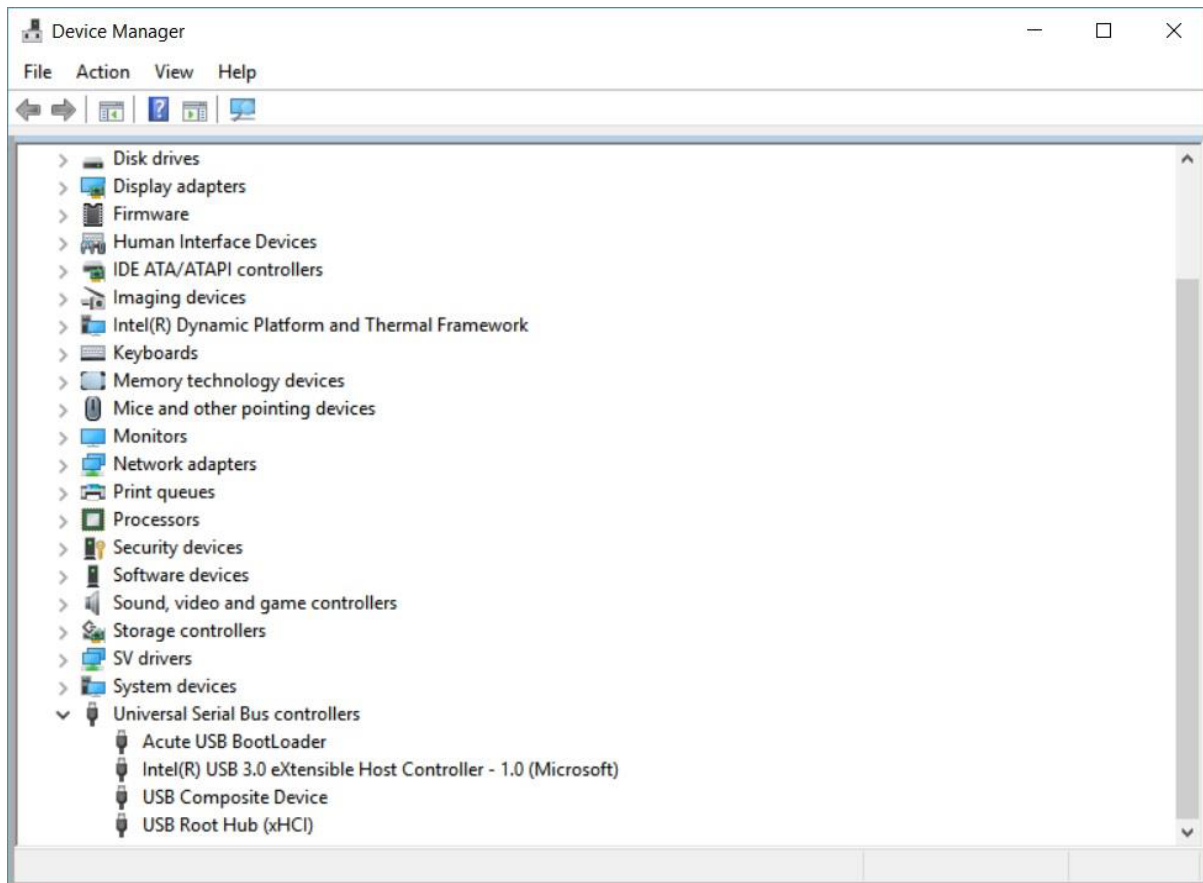 Device Manager
File Action View Help
?
Disk drives
Display adapters
Firmware
Human Interface Devices
IDE ATA/ATAPI controllers
Imaging devices
Intel(R) Dynamic Platform and Thermal Framework
Keyboards
Memory technology devices
Mice and other pointing devices
Monitors
Network adapters
Print queues
Processors
Security devices
Software devices
Sound, video and game controllers
Storage controllers
SV drivers
System devices
Universal Serial Bus controllers
Acute USB BootLoader
Intel(R) USB 3.0 eXtensible Host Controller - 1.0 (Microsoft)
USB Composite Device
USB Root Hub (xHCI)